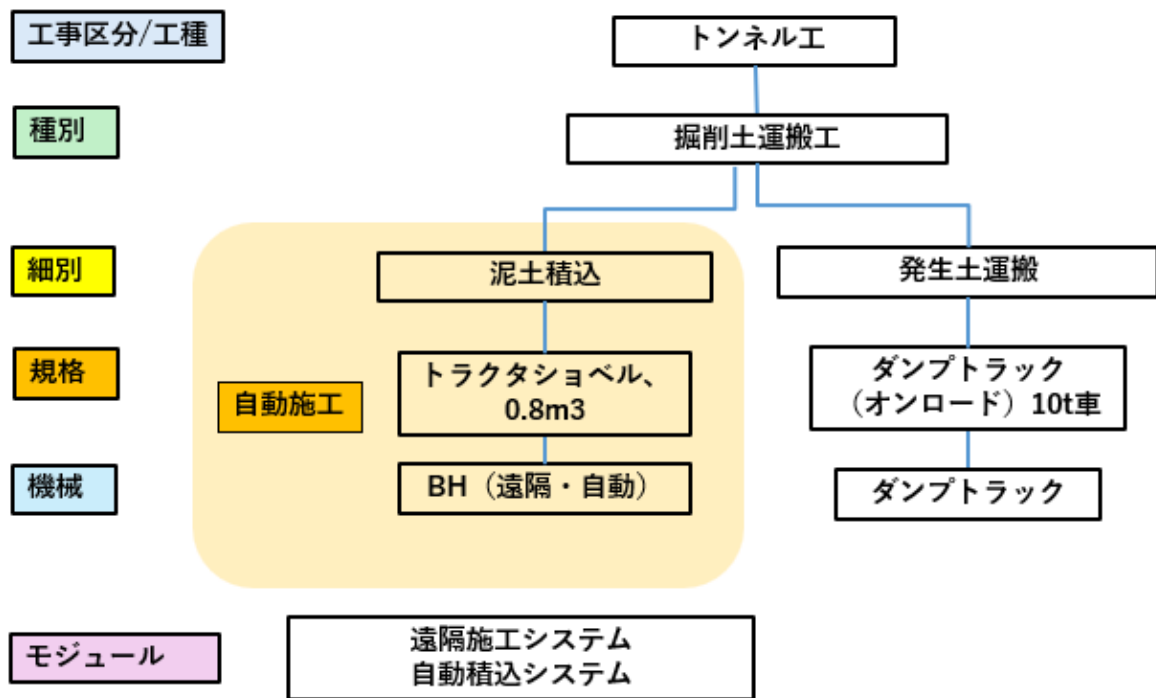 工事区分/工種
トンネル工
種別
掘削土運搬工
細別
泥土積込
発生土運搬
規格
自動施工
トラクタショベル、
0.8m3
ダンプトラック
（オンロード）10t車
機械
BH（遠隔・自動）
ダンプトラック
モジュール
遠隔施工システム
自動積込システム